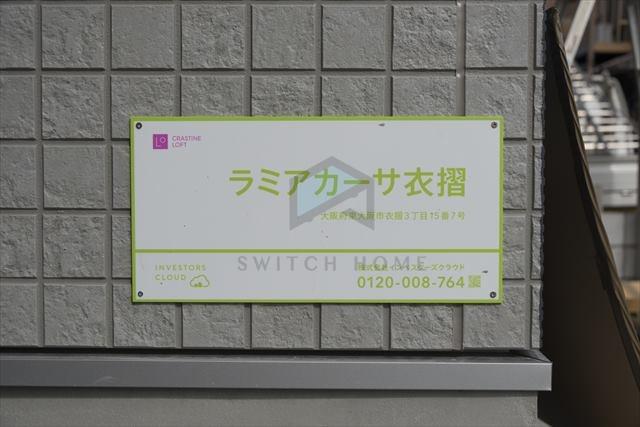 CRASTINE
LOFT
ラミアカーサ衣摺
大阪府東大阪市衣摺3丁目15番7号
SWITCH HOME
INVESTORS
CLOUD
株式会社インベスターズクラウド
0120-008-764